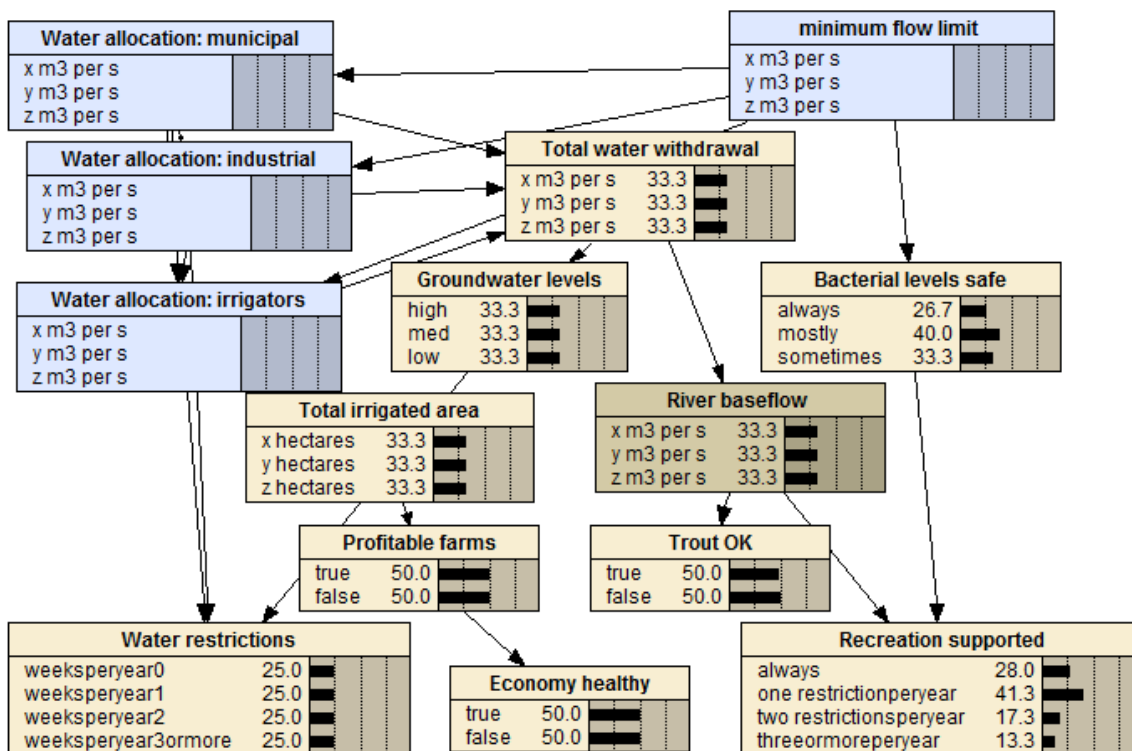 Water allocation: municipal
x m3 per s
y m3 per s
z m3 per s
minimum flow limit
x m3 per s
y m3 per s
z m3 per s
Water allocation: industrial
x m3 per s
y m3 per s
z m3 per s
Total water withdrawal
x m3 per s 33.3
y m3 per s 33.3
z m3 per s 33.3
Water allocation: irrigators
x m3 per s
y m3 per s
z m3 per s
Groundwater levels
high 33.3
med 33.3
low 33.3
Bacterial levels safe
always 26.7
mostly 40.0
sometimes 33.3
Total irrigated area
x hectares 33.3
y hectares 33.3
z hectares 33.3
River baseflow
x m3 per s 33.3
y m3 per s 33.3
z m3 per s 33.3
Profitable farms
true 50.0
false 50.0
Trout OK
true 50.0
false 50.0
Water restrictions
weeksperyear0 25.0
weeksperyear1 25.0
weeksperyear2 25.0
weeksperyear3ormore 25.0
Economy healthy
true 50.0
false 50.0
Recreation supported
always 28.0
one restrictionperyear 41.3
two restrictionsperyear 17.3
threeormoreperyear 13.3